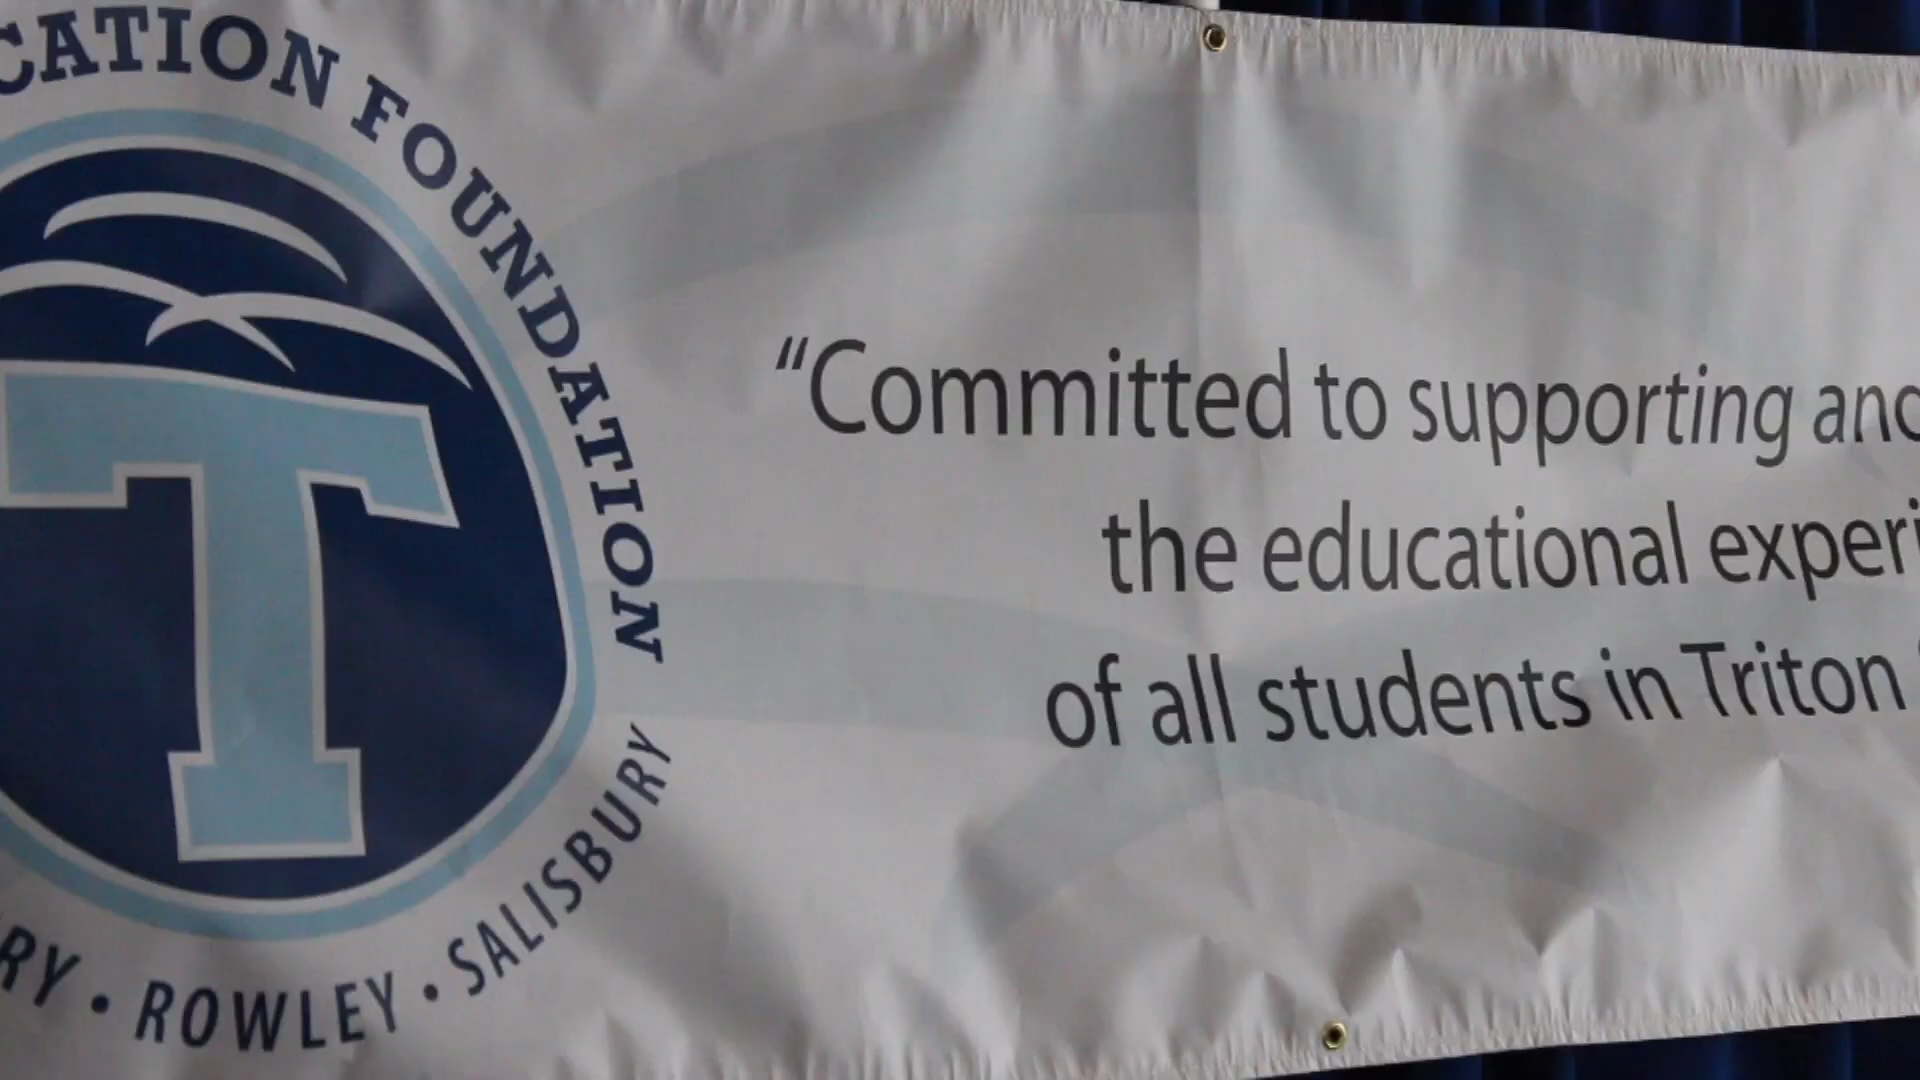 CATION FOUNDATION
T
RY • ROWLEY • SALISBURY
“Committed to supporting and
the educational experi
of all students in Triton